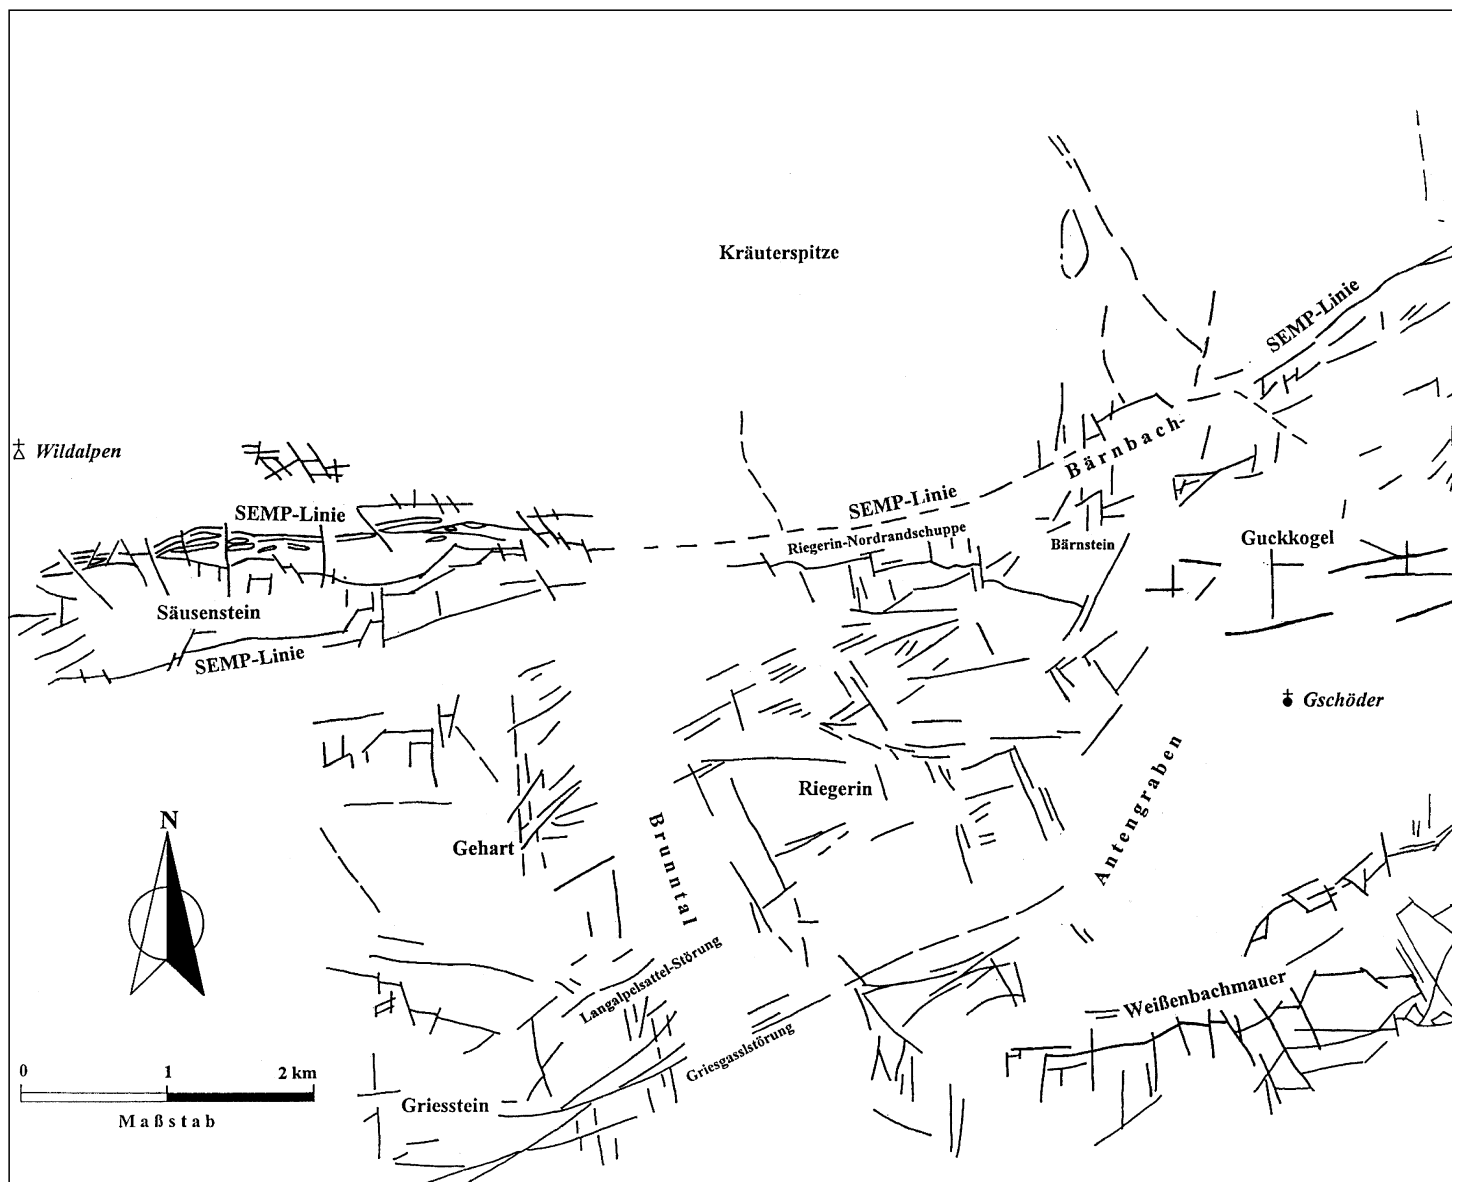 Kräuterspitze
SEMP-Linie
Wildalpen
Bärnbach-
SEMP-Linie
SEMP-Linie
Riegerin-Nordrandschuppe
Bärnstein
Guckkogel
Säusenstein
SEMP-Linie
Gschöder
Riegerin
Antengraben
Brunntal
Gehart
N
Langalpelsattel-Störung
Weißenbachmauer
Griesgasslstörung
0 1 2 km
Maßstab
Griesstein